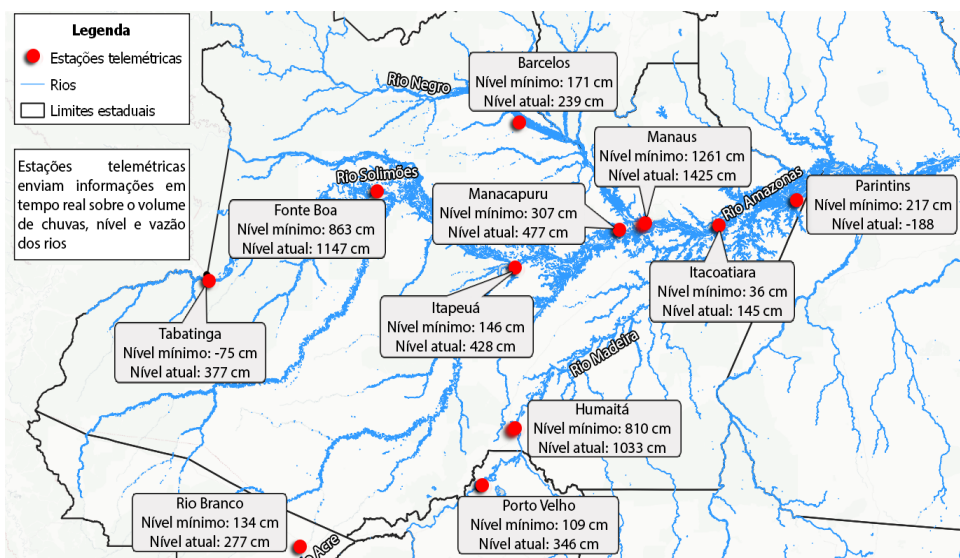 Legenda
Estações telemétricas
Rios
Limites estaduais
Estações telemétricas
enviam informações em
tempo real sobre o volume
de chuvas, nível e vazão
dos rios
Barcelos
Nível mínimo: 171 cm
Nível atual: 239 cm
Rio Negro
Manaus
Nível mínimo: 1261 cm
Nível atual: 1425 cm
Rio Solimões
Manacapuru
Nível mínimo: 307 cm
Nível atual: 477 cm
Rio Amazonas
Parintins
Nível mínimo: 217 cm
Nível atual: -188
Fonte Boa
Nível mínimo: 863 cm
Nível atual: 1147 cm
Itacoatiara
Nível mínimo: 36 cm
Nível atual: 145 cm
Itapeuá
Nível mínimo: 146 cm
Nível atual: 428 cm
Tabatinga
Nível mínimo: -75 cm
Nível atual: 377 cm
Rio Madeira
Humaitá
Nível mínimo: 810 cm
Nível atual: 1033 cm
Rio Branco
Nível mínimo: 134 cm
Nível atual: 277 cm
Porto Velho
Nível mínimo: 109 cm
Nível atual: 346 cm
Acre